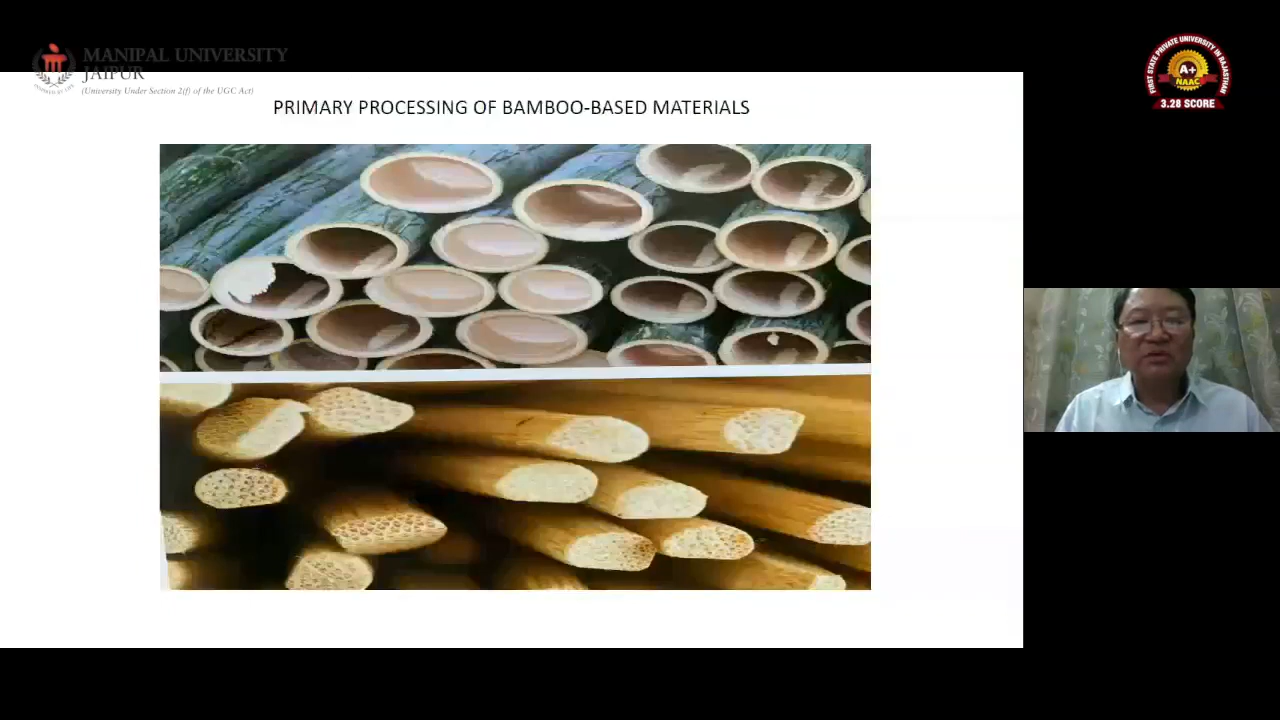 MANIPAL UNIVERSITY
JAIPUR
(University Under Section 2(f) of the UGC Act)
PRIMARY PROCESSING OF BAMBOO-BASED MATERIALS
FIRST STATE PRIVATE UNIVERSITY IN RAJASTHAN
A+
NAAC
3.28 SCORE